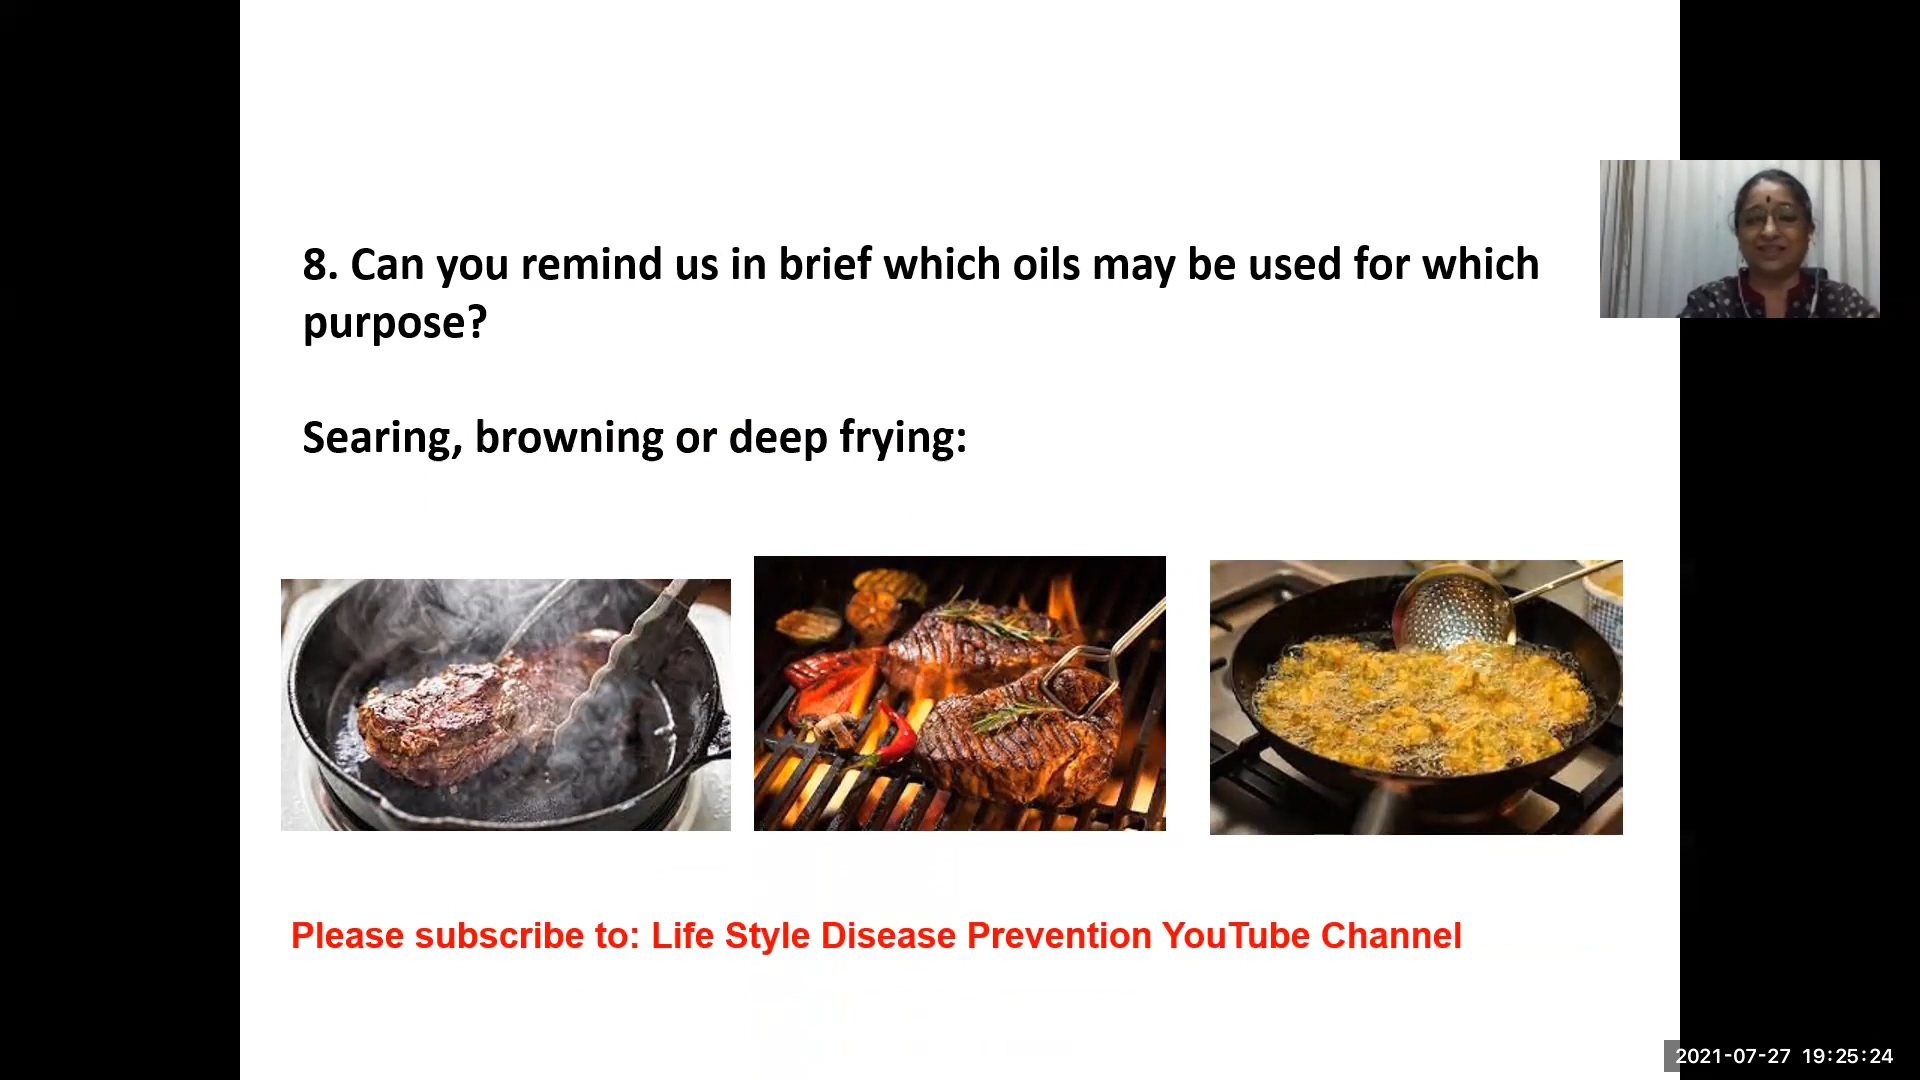 8. Can you remind us in brief which oils may be used for which
purpose?
Searing, browning or deep frying:
Please subscribe to: Life Style Disease Prevention YouTube Channel
2021-07-27 19:25:24